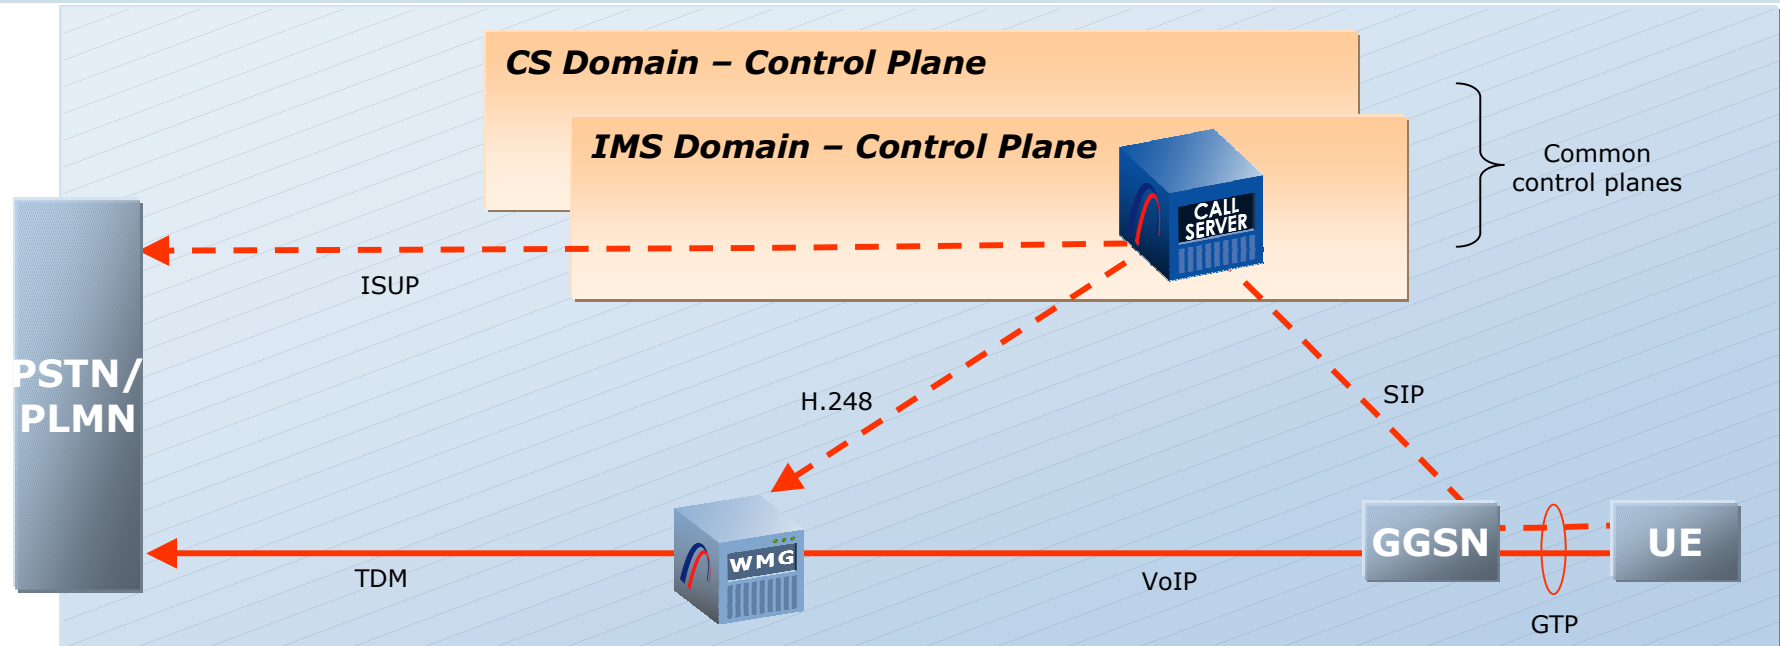 CS Domain – Control Plane
IMS Domain – Control Plane
Common
control planes
CALL
SERVER
ISUP
PSTN/
PLMN
H.248
SIP
GGSN
UE
WMG
TDM
VoIP
GTP